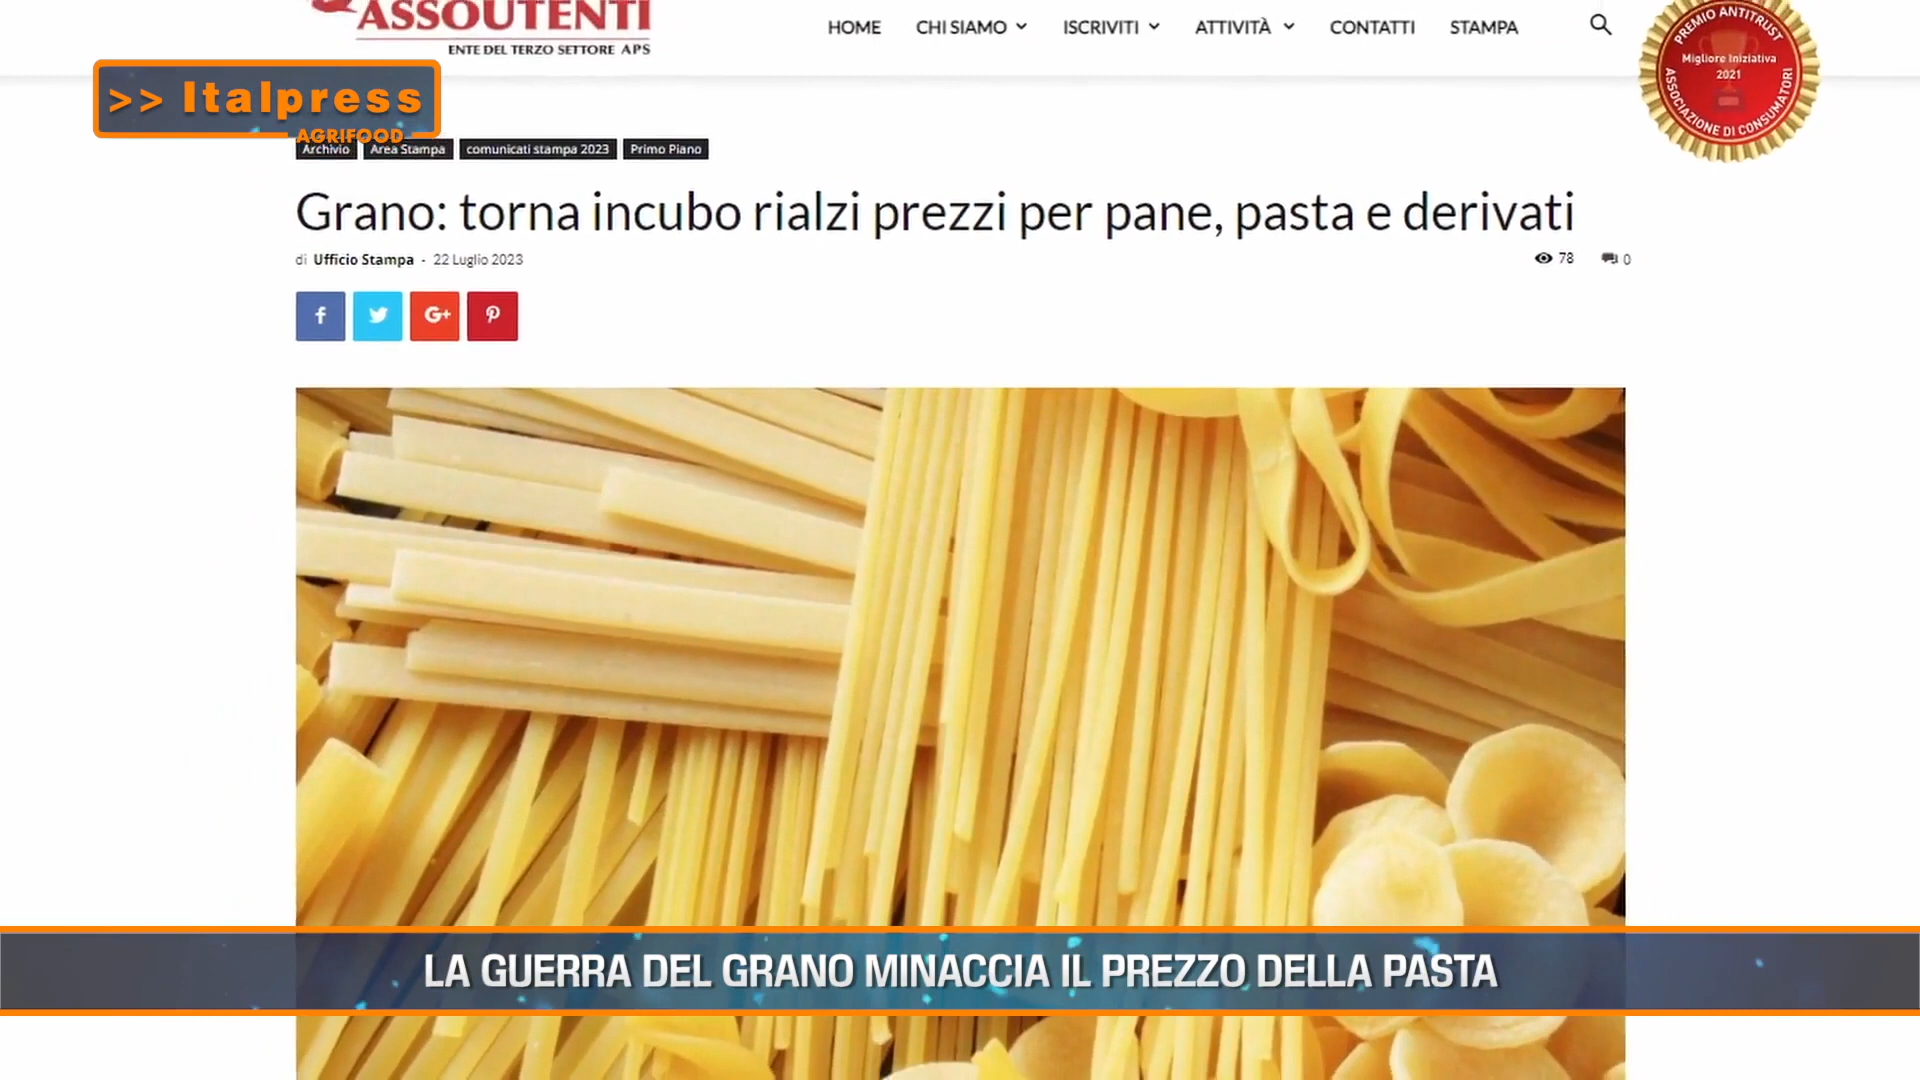 ASSOUTENTI
ENTE DEL TERZO SETTORE APS
HOME CHI SIAMO ISCRIVITI ATTIVITÀ CONTATTI STAMPA
PREMIO ANTITRUST
Migliore Iniziativa
2021
ASSOCIAZIONE DI CONSUMATORI
>> Italpress
AGRIFOOD
Archivio Area Stampa comunicati stampa 2023 Primo Piano
Grano: torna incubo rialzi prezzi per pane, pasta e derivati
di Ufficio Stampa - 22 Luglio 2023 78 0
f G+
LA GUERRA DEL GRANO MINACCIA IL PREZZO DELLA PASTA